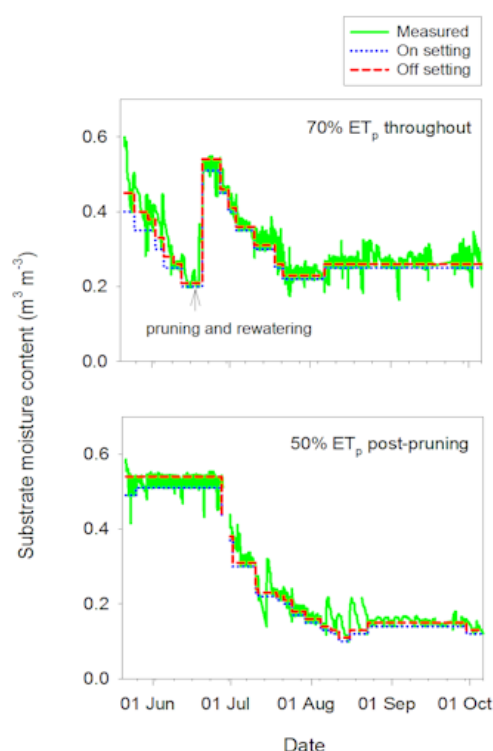 Measured
On setting
Off setting
70% ETp throughout
0.6
0.4
0.2
0.0
pruning and rewatering
Substrate moisture content (m³ m⁻³)
50% ETp post-pruning
0.6
0.4
0.2
0.0
01 Jun 01 Jul 01 Aug 01 Sep 01 Oct
Date